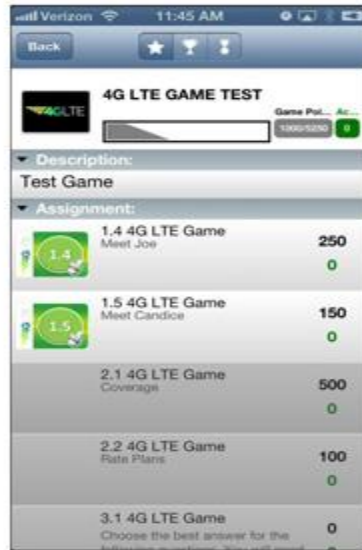 Verizon 11:45 AM
Back
4G LTE GAME TEST
4GLTE
Game Poi... Ac...
1000/5250 0
Description:
Test Game
Assignment:
1.4 4G LTE Game
Meet Joe
1.4
250
0
1.5 4G LTE Game
Meet Candice
1.5
150
0
2.1 4G LTE Game
Coverage
500
0
2.2 4G LTE Game
Rate Plans
100
0
3.1 4G LTE Game
Choose the best answer for the
0